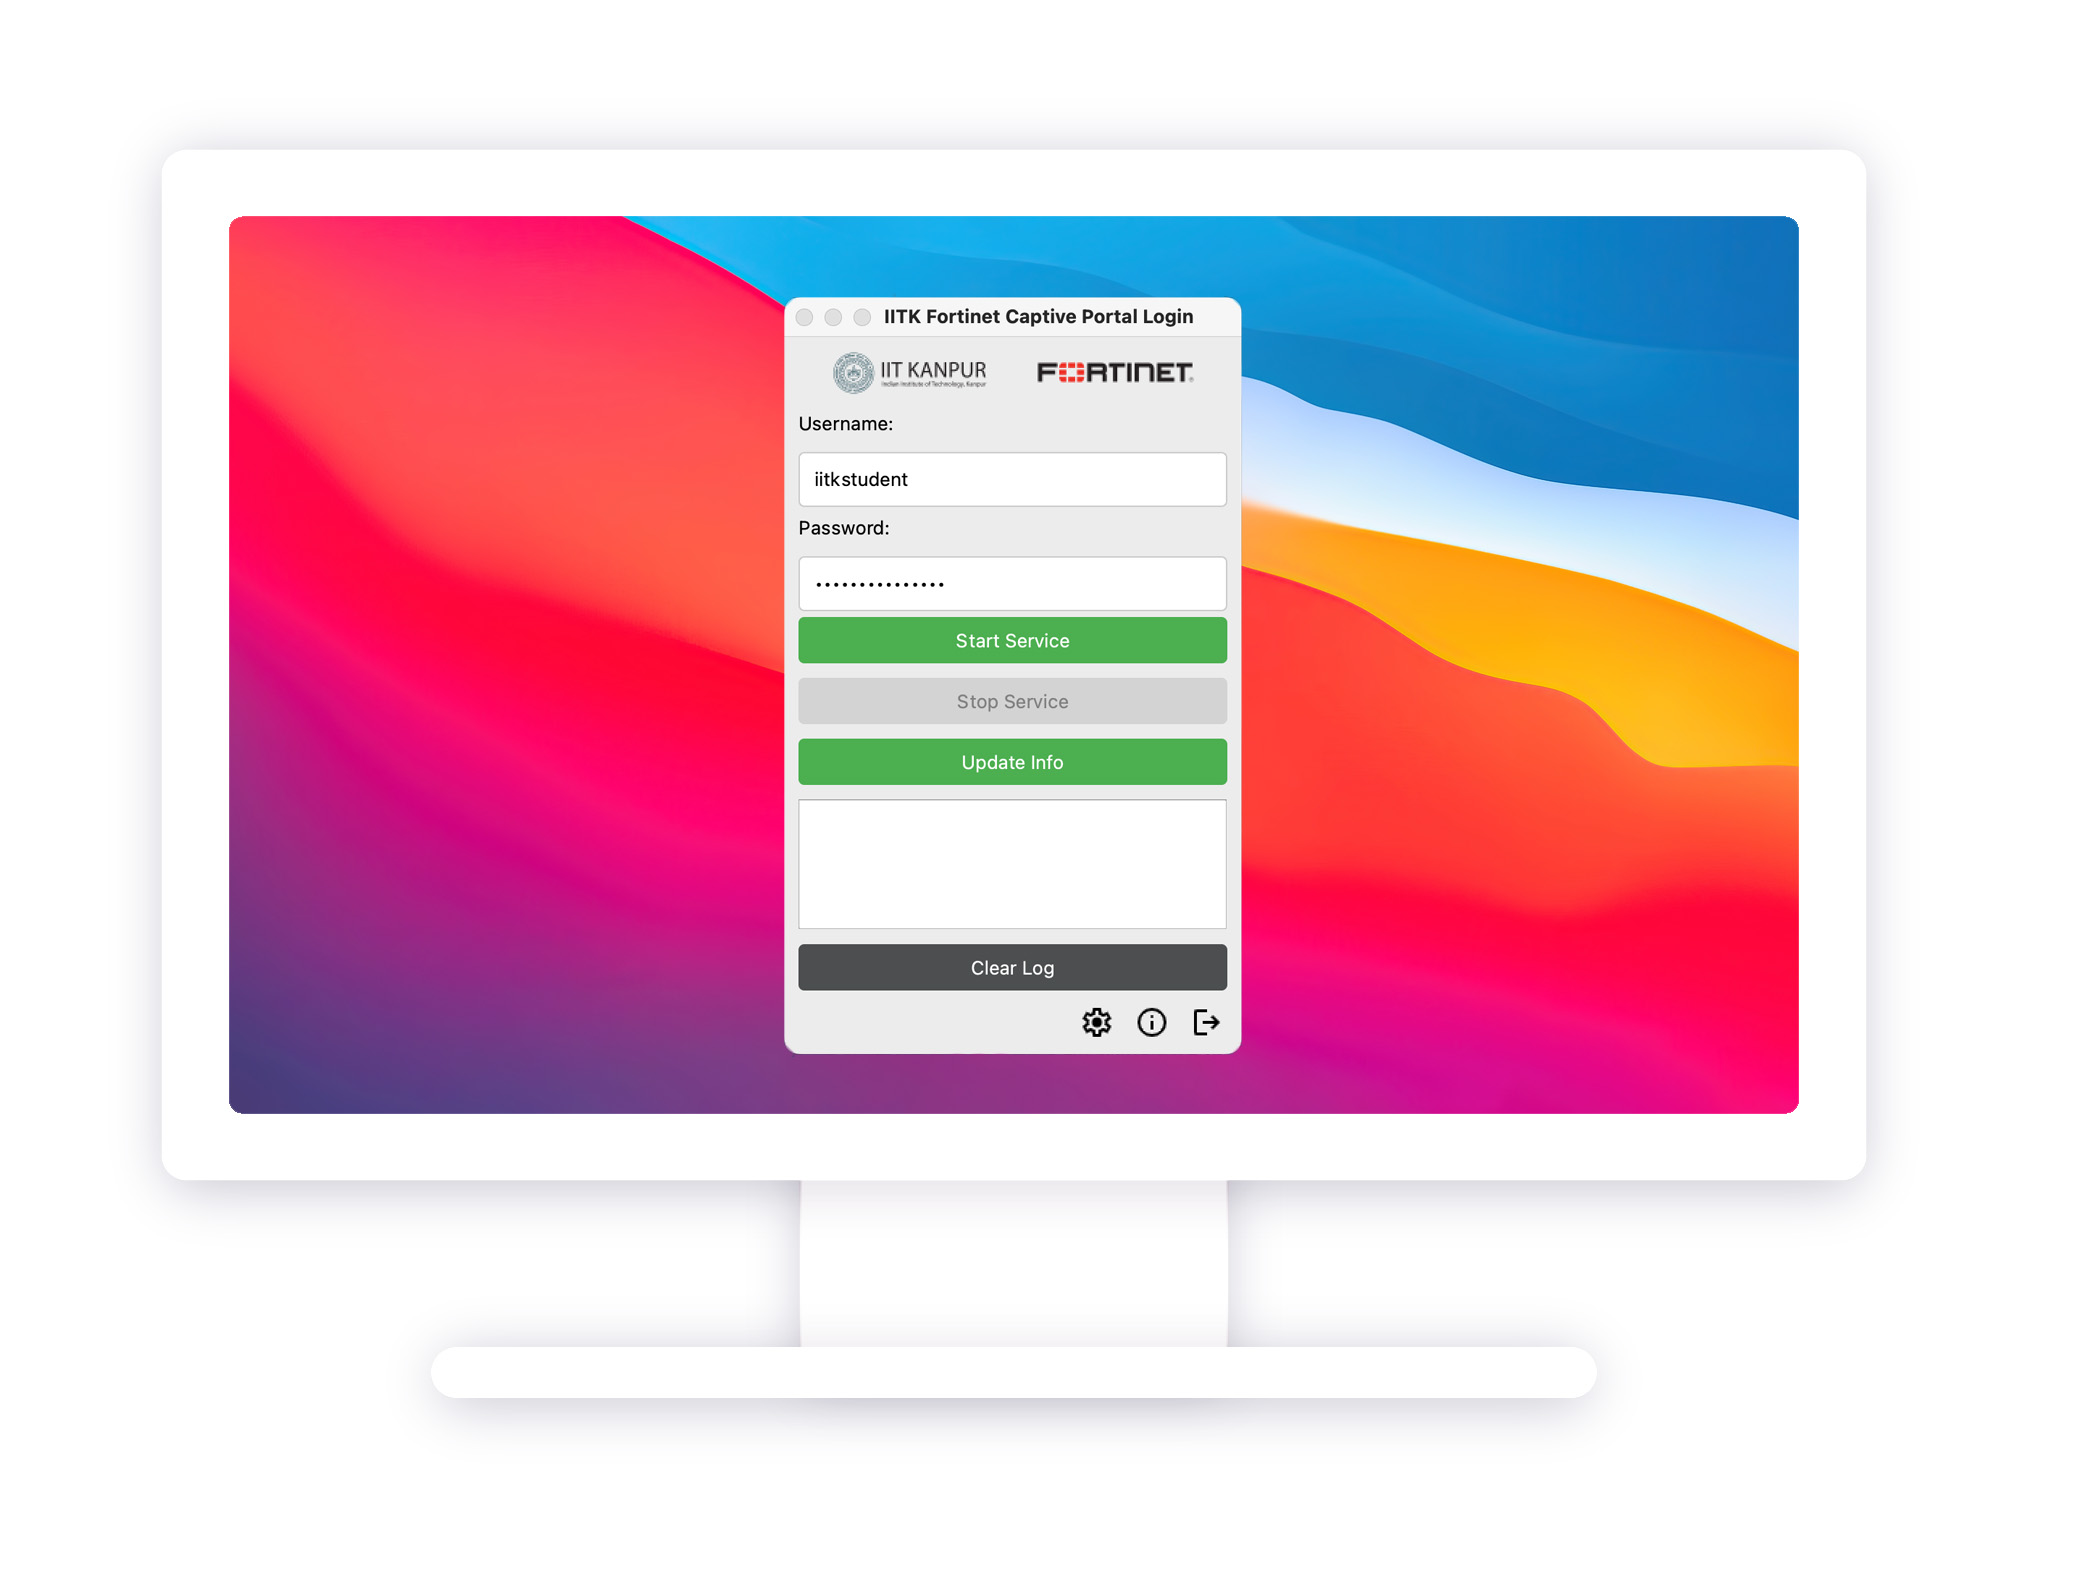 IITK Fortinet Captive Portal Login
IIT KANPUR
Indian Institute of Technology, Kanpur
FORTINET®
Username:
iitkstudent
Password:
•••••••••••••••
Start Service
Stop Service
Update Info
Clear Log